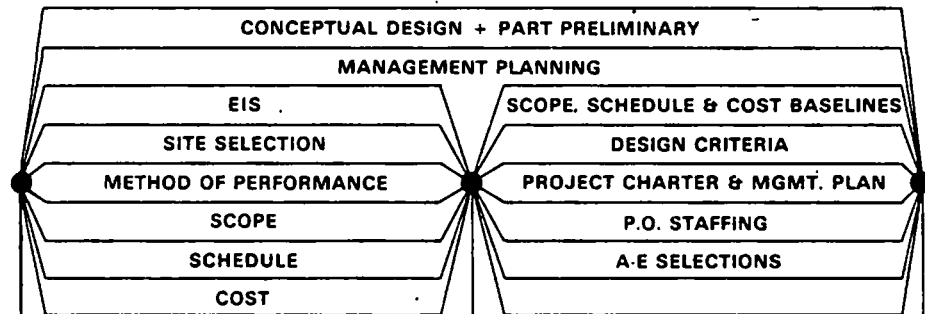 CONCEPTUAL DESIGN + PART PRELIMINARY
MANAGEMENT PLANNING
EIS
SCOPE, SCHEDULE & COST BASELINES
SITE SELECTION
DESIGN CRITERIA
METHOD OF PERFORMANCE
PROJECT CHARTER & MGMT. PLAN
SCOPE
P.O. STAFFING
SCHEDULE
A-E SELECTIONS
COST